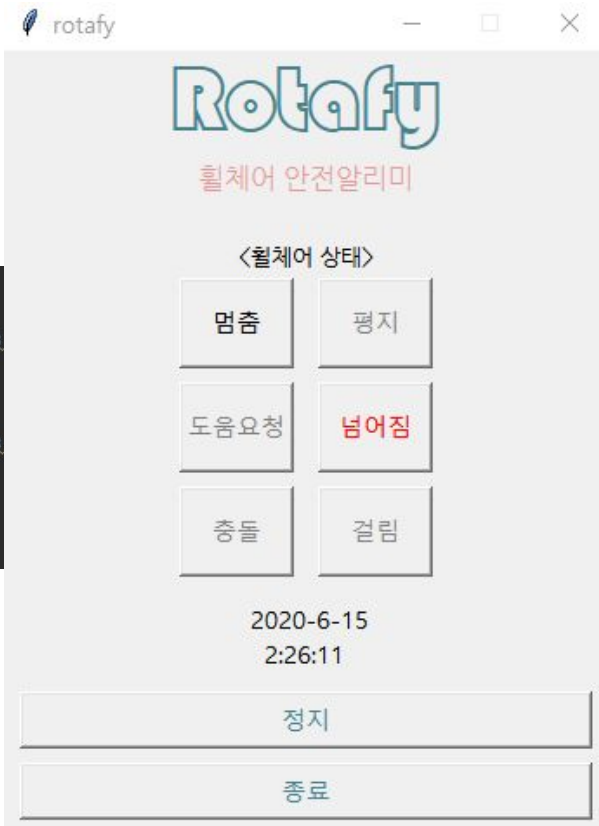 rotafy
Rotafy
휠체어 안전알리미
<휠체어 상태>
멈춤 평지
도움요청 넘어짐
충돌 걸림
2020-6-15
2:26:11
정지
종료